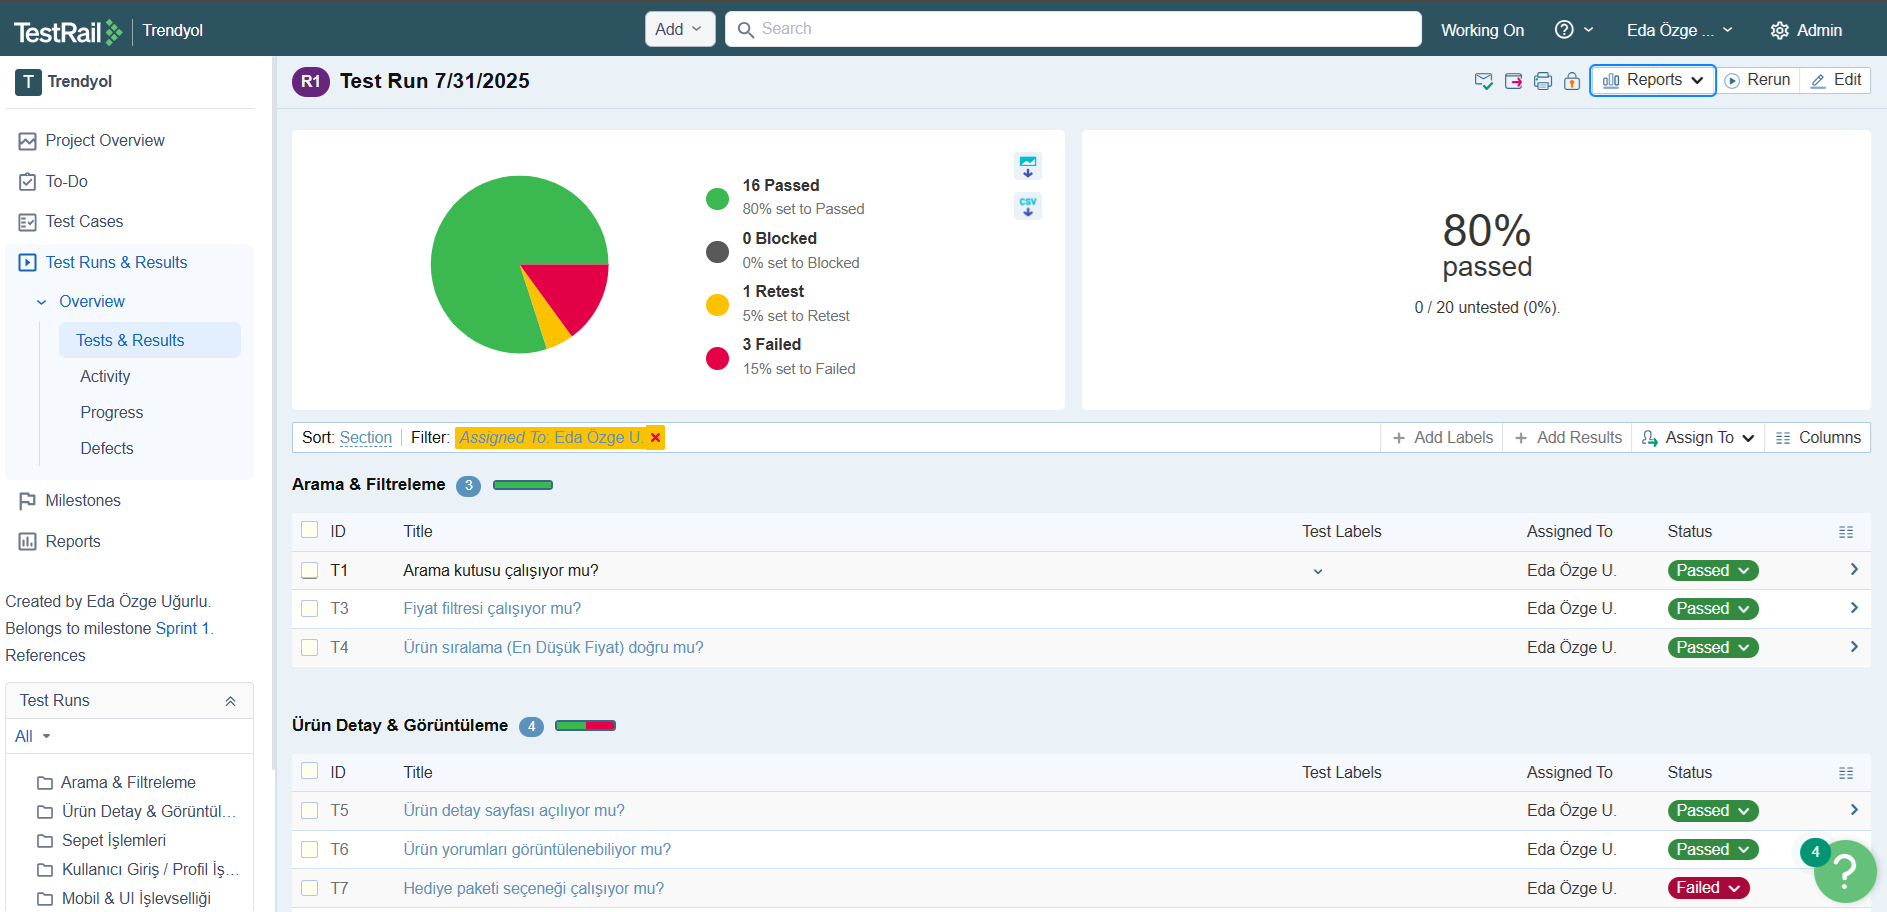 TestRail Trendyol Add Search Working On Eda Özge ... Admin
T Trendyol
Project Overview
To-Do
Test Cases
Test Runs & Results
Overview
Tests & Results
Activity
Progress
Defects
Milestones
Reports
Created by Eda Özge Uğurlu.
Belongs to milestone Sprint 1.
References
Test Runs
All
Arama & Filtreleme
Ürün Detay & Görüntül...
Sepet İşlemleri
Kullanıcı Giriş / Profil İş...
Mobil & UI İşlevselliği
R1 Test Run 7/31/2025
Reports Rerun Edit
16 Passed
80% set to Passed
0 Blocked
0% set to Blocked
1 Retest
5% set to Retest
3 Failed
15% set to Failed
CSV
80%
passed
0 / 20 untested (0%).
Sort: Section Filter: Assigned To: Eda Özge U. × + Add Labels + Add Results Assign To Columns
Arama & Filtreleme 3
ID Title Test Labels Assigned To Status
T1 Arama kutusu çalışıyor mu? Eda Özge U. Passed
T3 Fiyat filtresi çalışıyor mu? Eda Özge U. Passed
T4 Ürün sıralama (En Düşük Fiyat) doğru mu? Eda Özge U. Passed
Ürün Detay & Görüntüleme 4
ID Title Test Labels Assigned To Status
T5 Ürün detay sayfası açılıyor mu? Eda Özge U. Passed
T6 Ürün yorumları görüntülenebiliyor mu? Eda Özge U. Passed
T7 Hediye paketi seçeneği çalışıyor mu? Eda Özge U. Failed
4
?